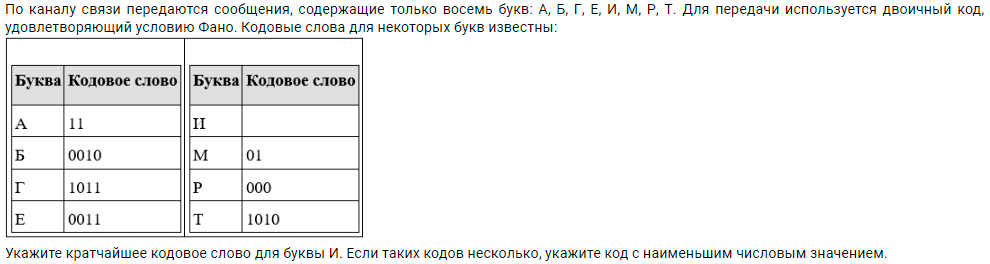 По каналу связи передаются сообщения, содержащие только восемь букв: А, Б, Г, Е, И, М, Р, Т. Для передачи используется двоичный код,
удовлетворяющий условию Фано. Кодовые слова для некоторых букв известны:
Буква Кодовое слово Буква Кодовое слово
А 11 И
Б 0010 М 01
Г 1011 Р 000
Е 0011 Т 1010
Укажите кратчайшее кодовое слово для буквы И. Если таких кодов несколько, укажите код с наименьшим числовым значением.